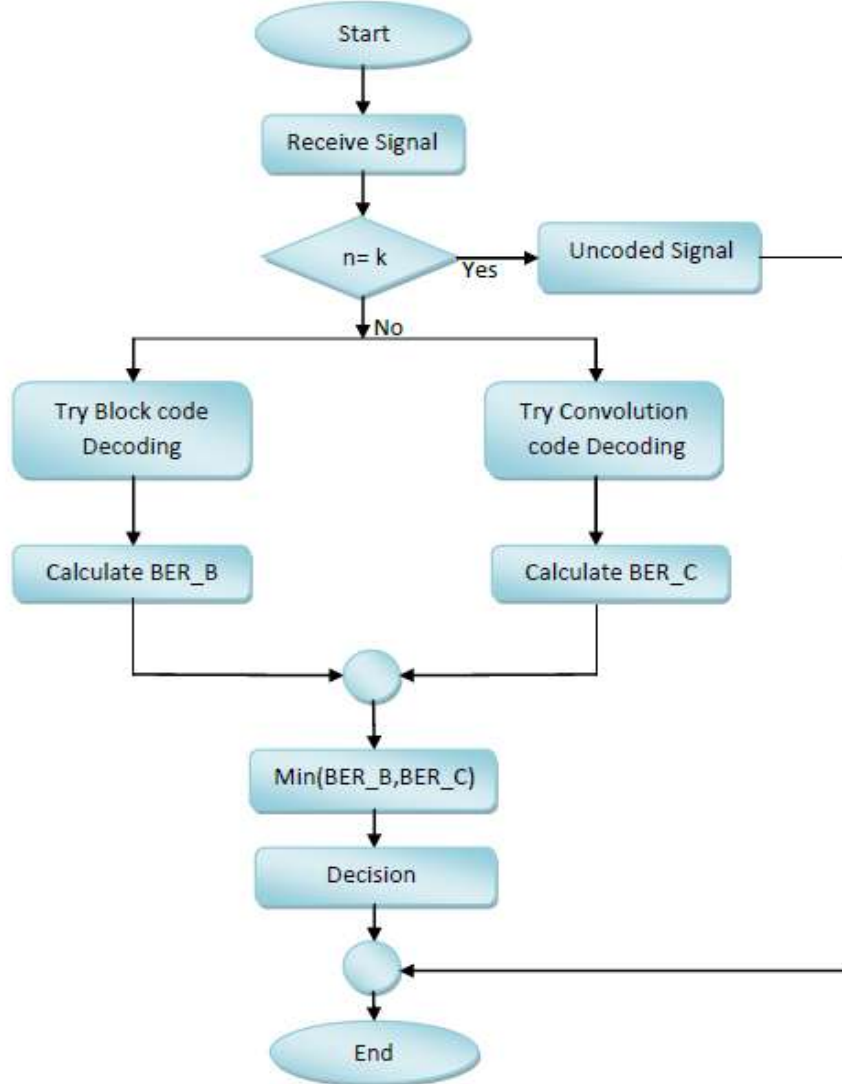 Start
Receive Signal
n= k
Yes
Uncoded Signal
No
Try Block code
Decoding
Try Convolution
code Decoding
Calculate BER_B
Calculate BER_C
Min(BER_B,BER_C)
Decision
End